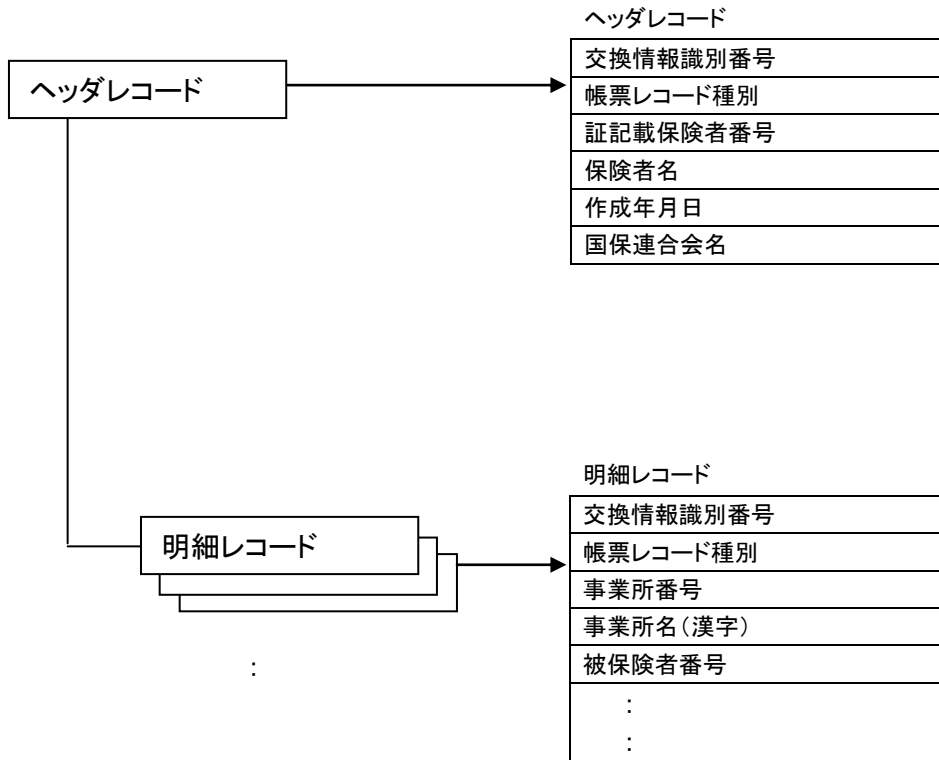 ヘッダレコード
ヘッダレコード
交換情報識別番号
帳票レコード種別
証記載保険者番号
保険者名
作成年月日
国保連合会名
明細レコード
:
明細レコード
交換情報識別番号
帳票レコード種別
事業所番号
事業所名(漢字)
被保険者番号
:
: